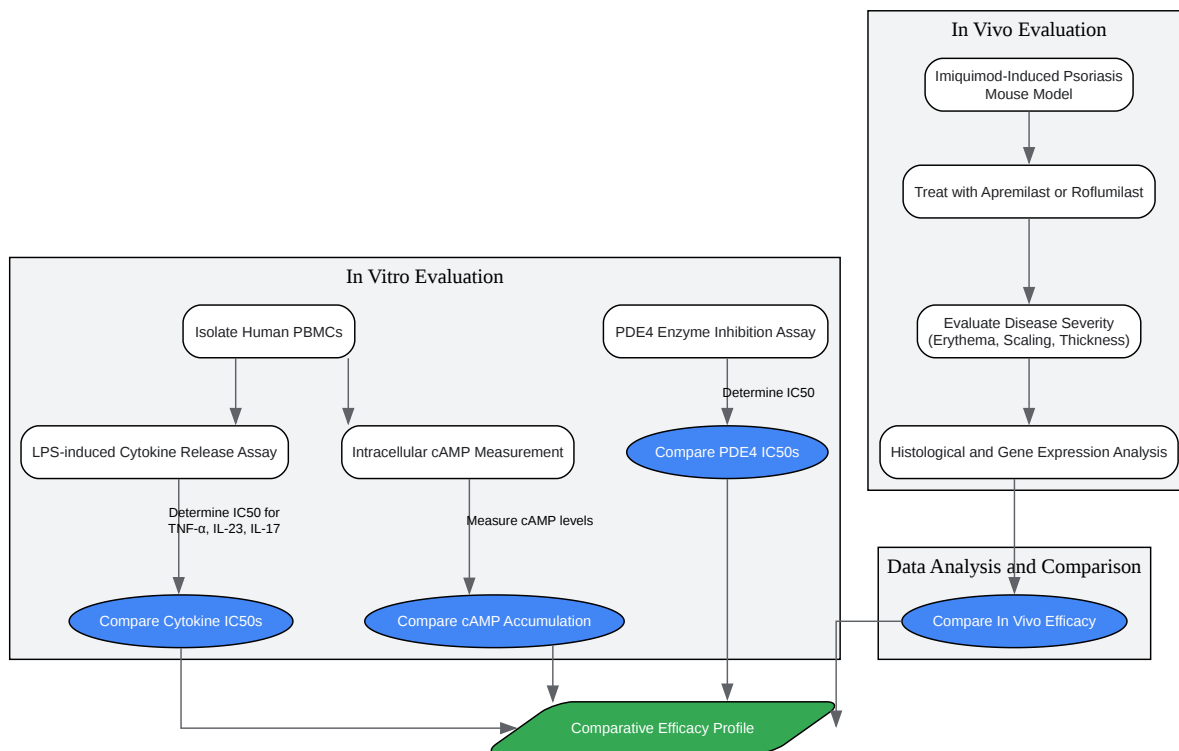 In Vivo Evaluation
Imiquimod-Induced Psoriasis
Mouse Model
Treat with Apremilast or Roflumilast
In Vitro Evaluation
Isolate Human PBMCs
PDE4 Enzyme Inhibition Assay
Evaluate Disease Severity
(Erythema, Scaling, Thickness)
Determine IC50
LPS-induced Cytokine Release Assay
Intracellular cAMP Measurement
Compare PDE4 IC50s
Histological and Gene Expression Analysis
Determine IC50 for
TNF-α, IL-23, IL-17
Measure cAMP levels
Data Analysis and Comparison
Compare Cytokine IC50s
Compare cAMP Accumulation
Compare In Vivo Efficacy
Comparative Efficacy Profile